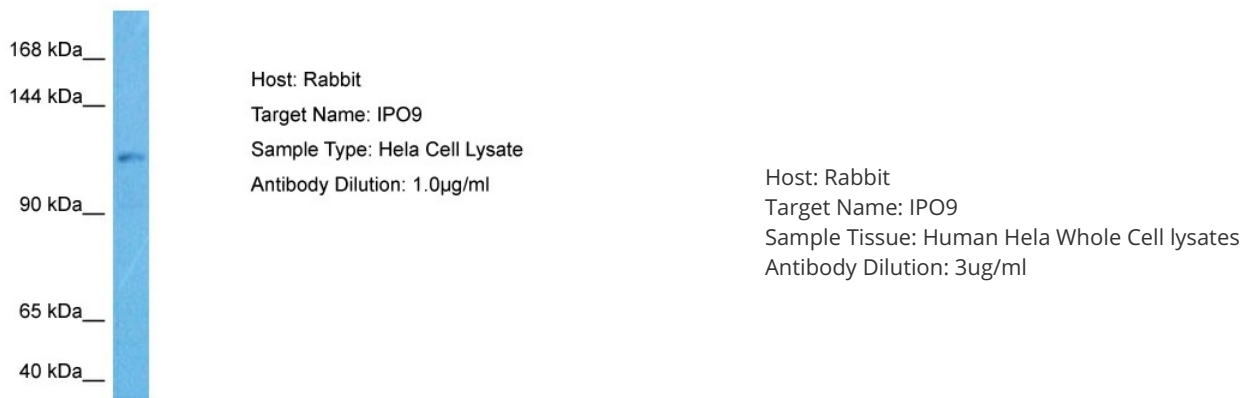 168 kDa__
144 kDa__
90 kDa__
65 kDa__
40 kDa__
Host: Rabbit
Target Name: IPO9
Sample Type: Hela Cell Lysate
Antibody Dilution: 1.0µg/ml
Host: Rabbit
Target Name: IPO9
Sample Tissue: Human Hela Whole Cell lysates
Antibody Dilution: 3ug/ml